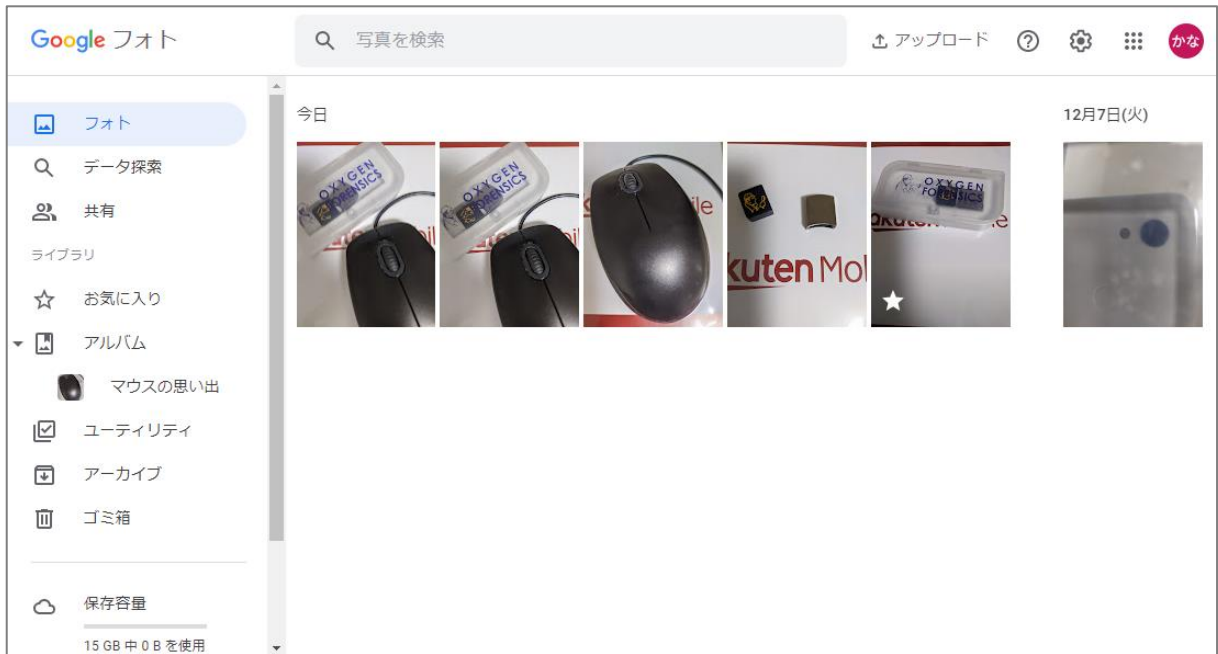 Google フォト
写真を検索
アップロード
かな
フォト
データ探索
共有
ライブラリ
お気に入り
アルバム
マウスの思い出
ユーティリティ
アーカイブ
ゴミ箱
保存容量
15 GB 中 0 B を使用
今日
12月7日(火)
OXYGEN
FORENSICS
OXYGEN
FORENSICS
le
kuten Mol
OXYGEN
FORENSICS